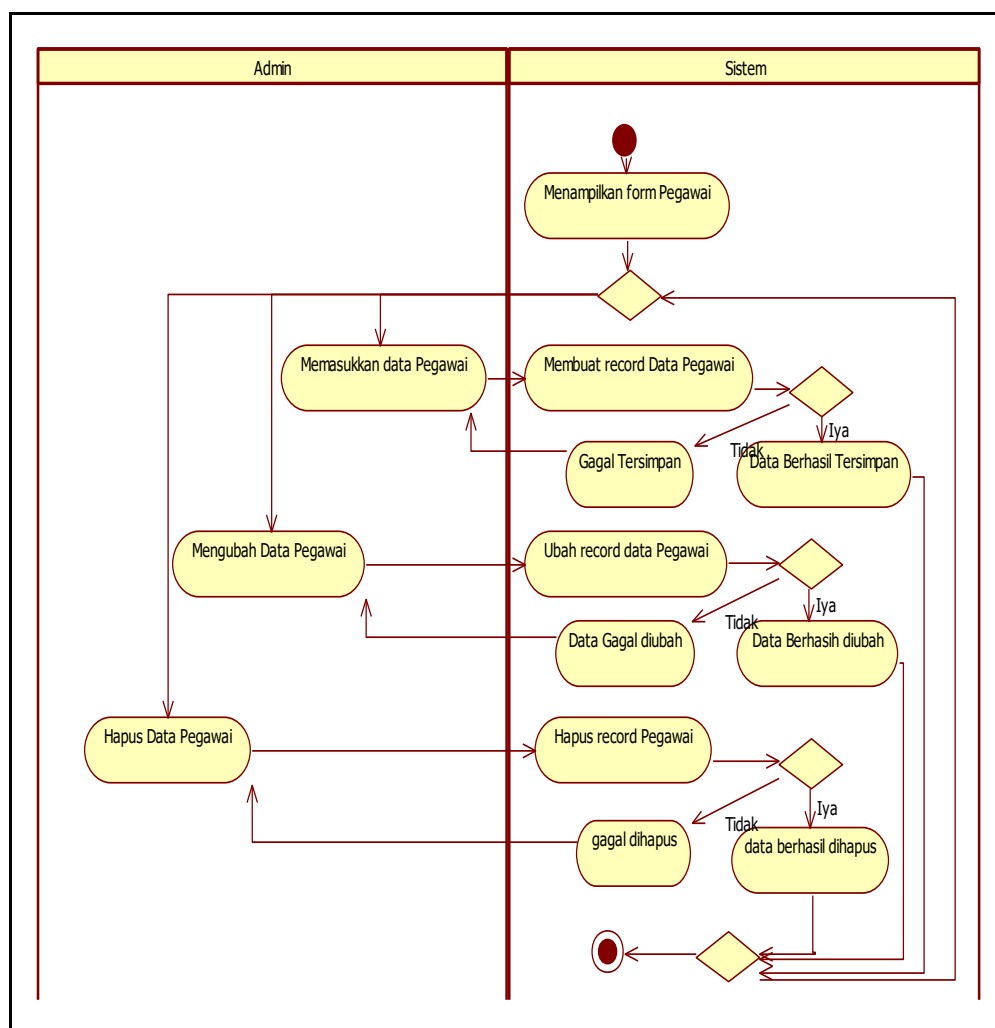 Admin
Sistem
Menampilkan form Pegawai
Memasukkan data Pegawai
Membuat record Data Pegawai
Iya
Tidak
Gagal Tersimpan
Data Berhasil Tersimpan
Mengubah Data Pegawai
Ubah record data Pegawai
Iya
Tidak
Data Gagal diubah
Data Berhasih diubah
Hapus Data Pegawai
Hapus record Pegawai
Iya
Tidak
gagal dihapus
data berhasil dihapus